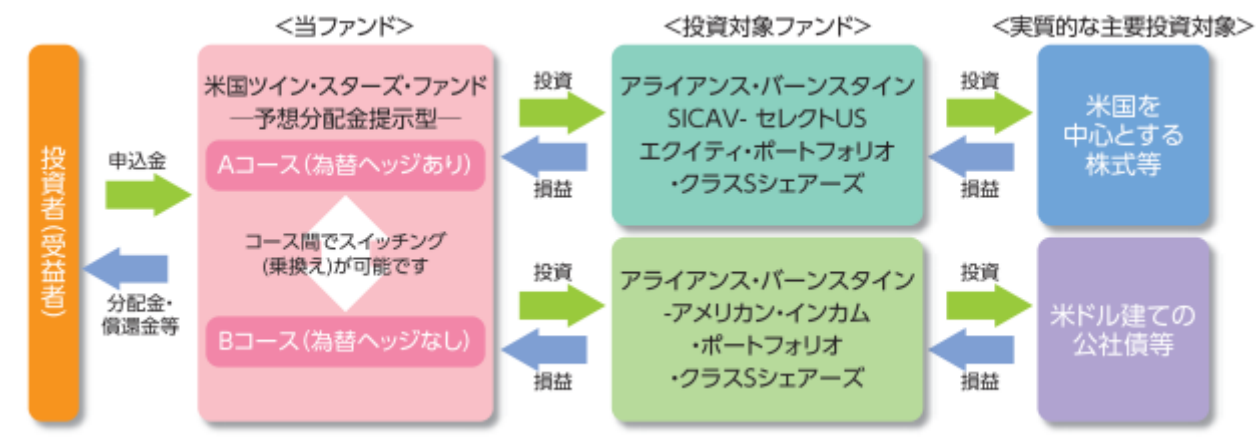 <当ファンド>
<投資対象ファンド>
<実質的な主要投資対象>
投資者(受益者)
申込金
分配金・
償還金等
米国ツイン・スターズ・ファンド
―予想分配金提示型―
Aコース(為替ヘッジあり)
コース間でスイッチング
(乗換え)が可能です
Bコース(為替ヘッジなし)
投資
損益
アライアンス・バーンスタイン
SICAV- セレクトUS
エクイティ・ポートフォリオ
・クラスSシェアーズ
投資
損益
米国を
中心とする
株式等
投資
損益
アライアンス・バーンスタイン
-アメリカン・インカム
・ポートフォリオ
・クラスSシェアーズ
投資
損益
米ドル建ての
公社債等